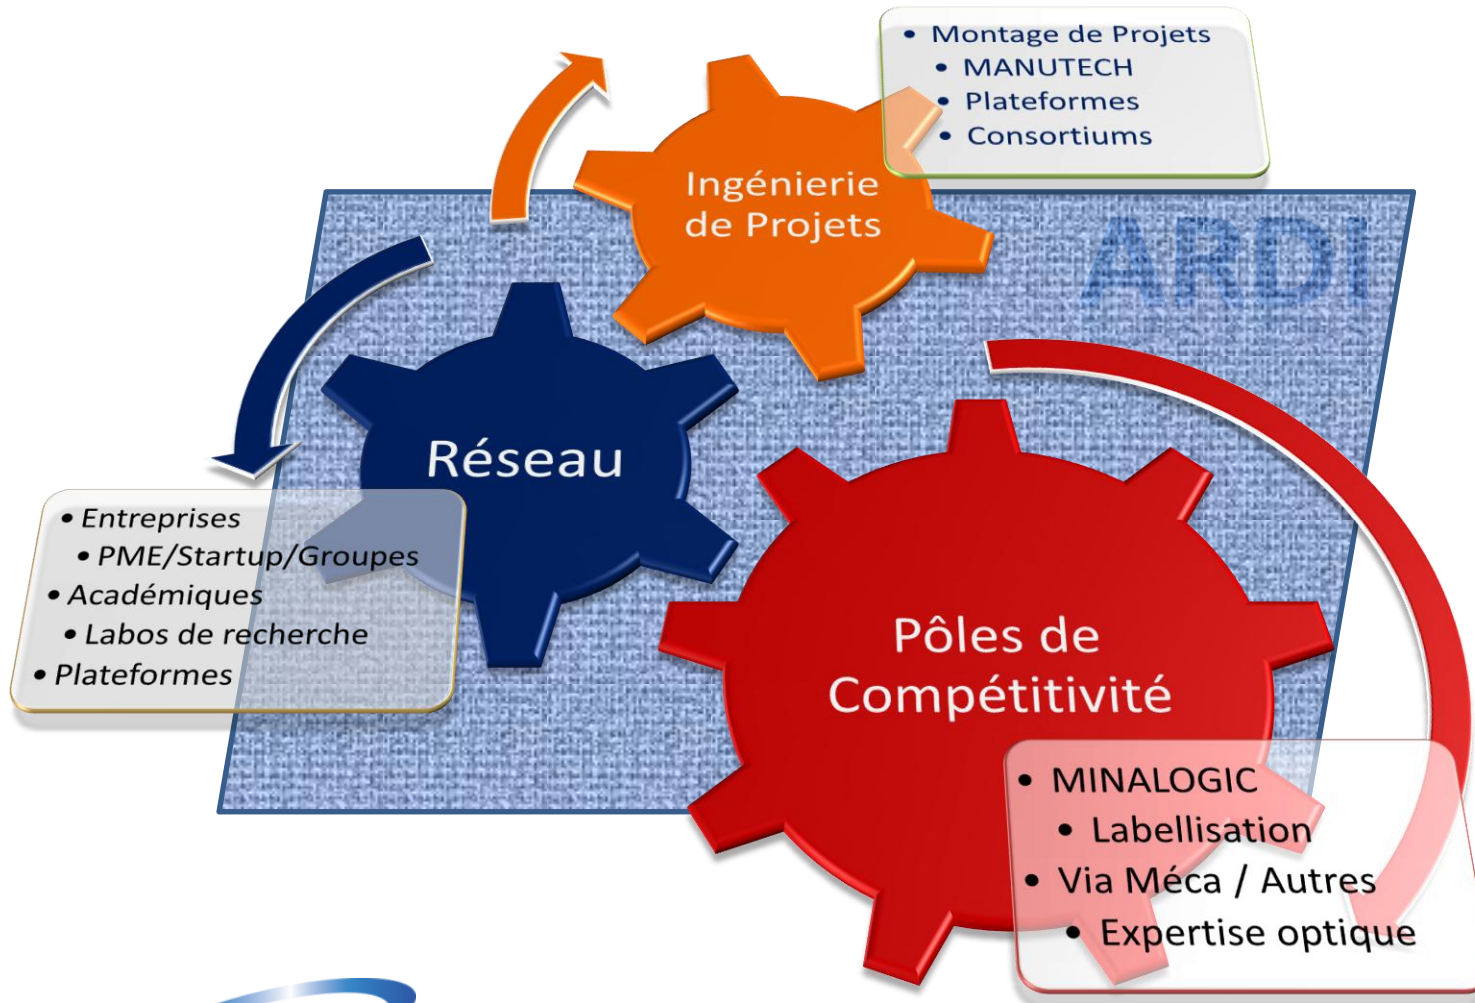 • Montage de Projets
• MANUTECH
• Plateformes
• Consortiums
Ingénierie
de Projets
ARDI
Réseau
• Entreprises
• PME/Startup/Groupes
• Académiques
• Labos de recherche
• Plateformes
Pôles de
Compétitivité
• MINALOGIC
• Labellisation
• Via Méca / Autres
• Expertise optique